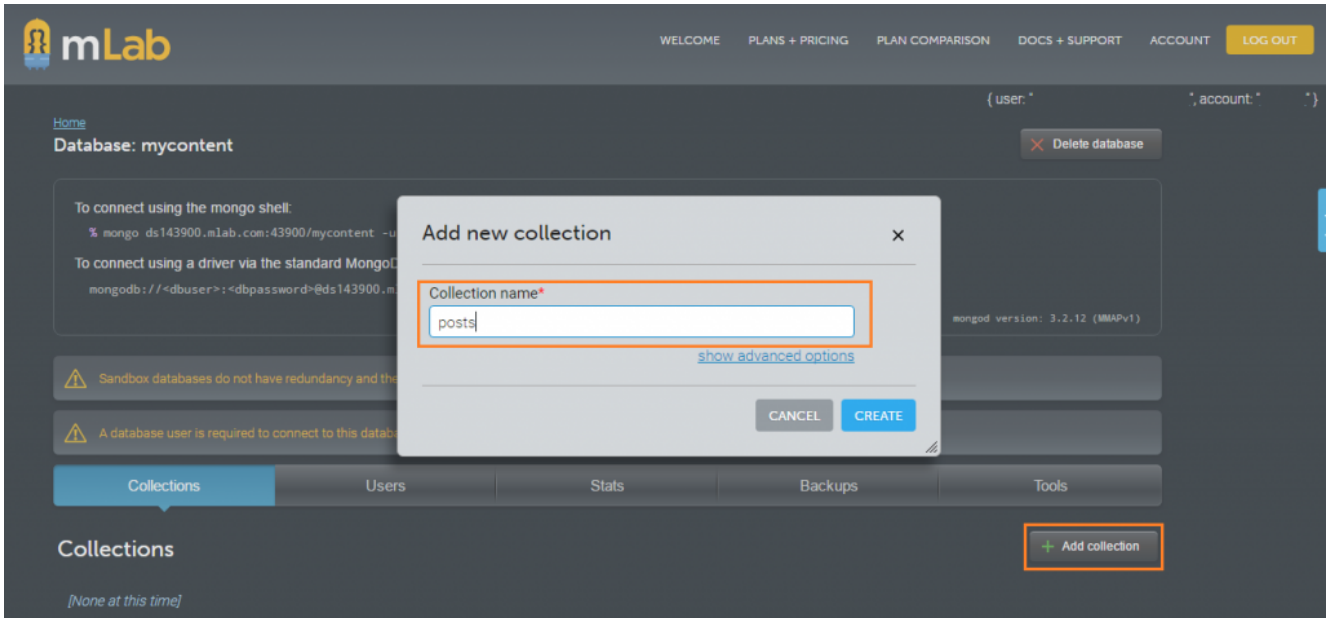 mLab
WELCOME PLANS + PRICING PLAN COMPARISON DOCS + SUPPORT ACCOUNT LOG OUT
{ user: " ", account: " " }
Home
Database: mycontent
Delete database
To connect using the mongo shell:
% mongo ds143900.mlab.com:43900/mycontent -u
To connect using a driver via the standard MongoD
mongodb://<dbuser>:<dbpassword>@ds143900.m
mongod version: 3.2.12 (MMAPv1)
Add new collection ×
Collection name*
posts
show advanced options
CANCEL CREATE
Sandbox databases do not have redundancy and the
A database user is required to connect to this databa
Collections Users Stats Backups Tools
Collections
+ Add collection
[None at this time]